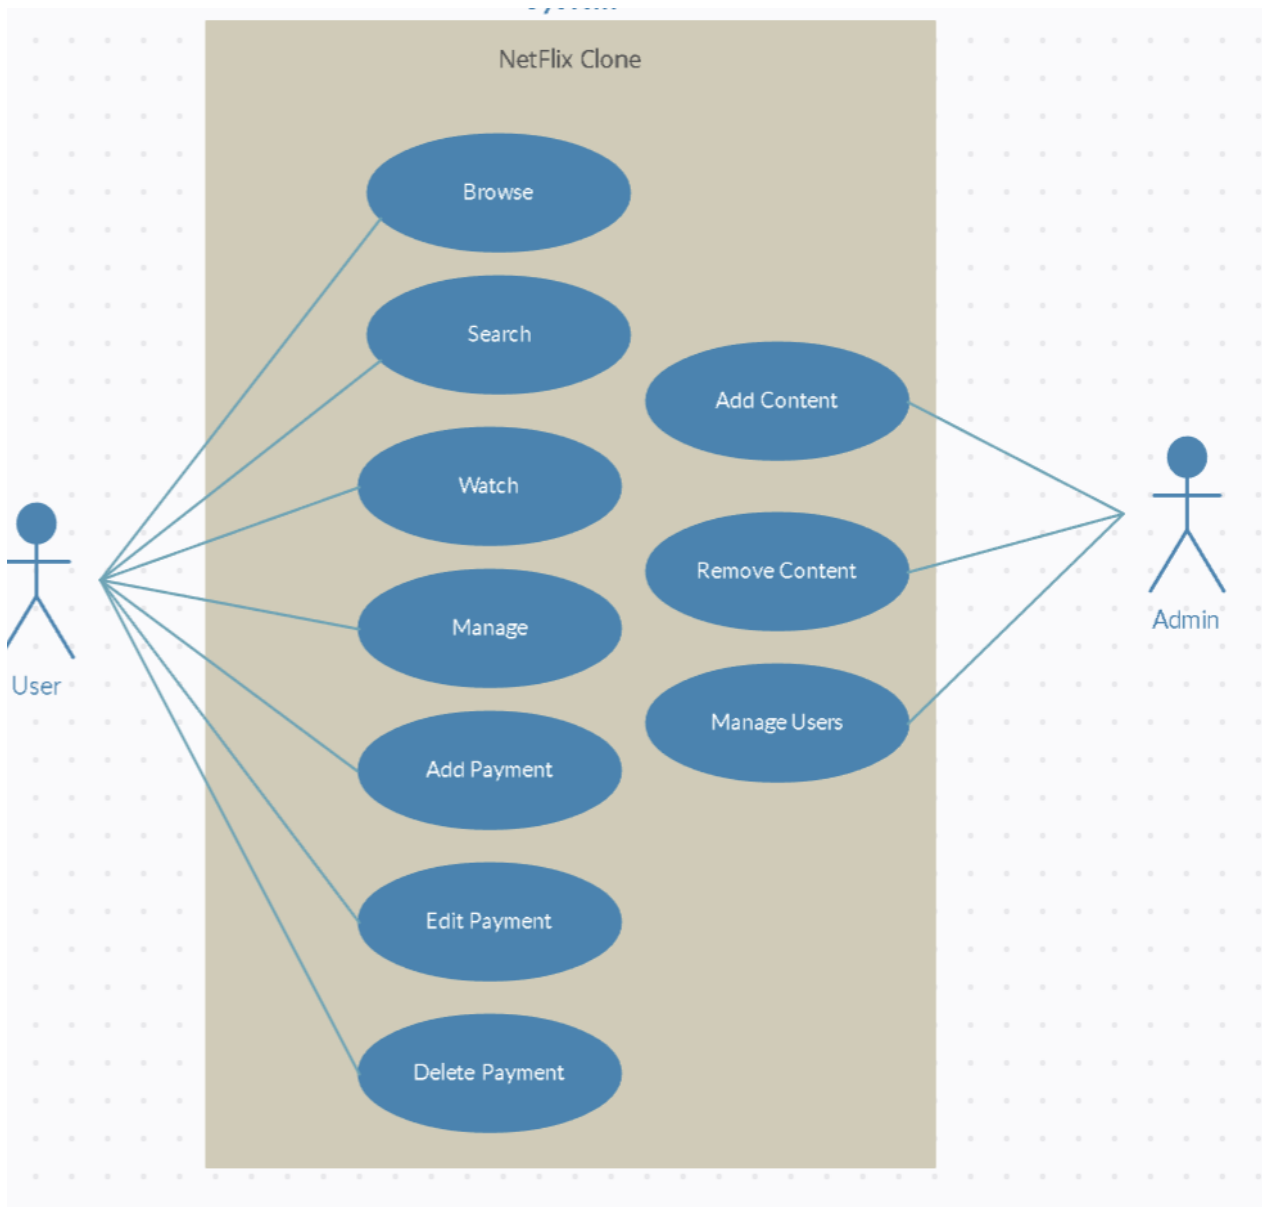 NetFlix Clone
Browse
Search
Watch
Manage
Add Payment
Edit Payment
Delete Payment
Add Content
Remove Content
Manage Users
User
Admin